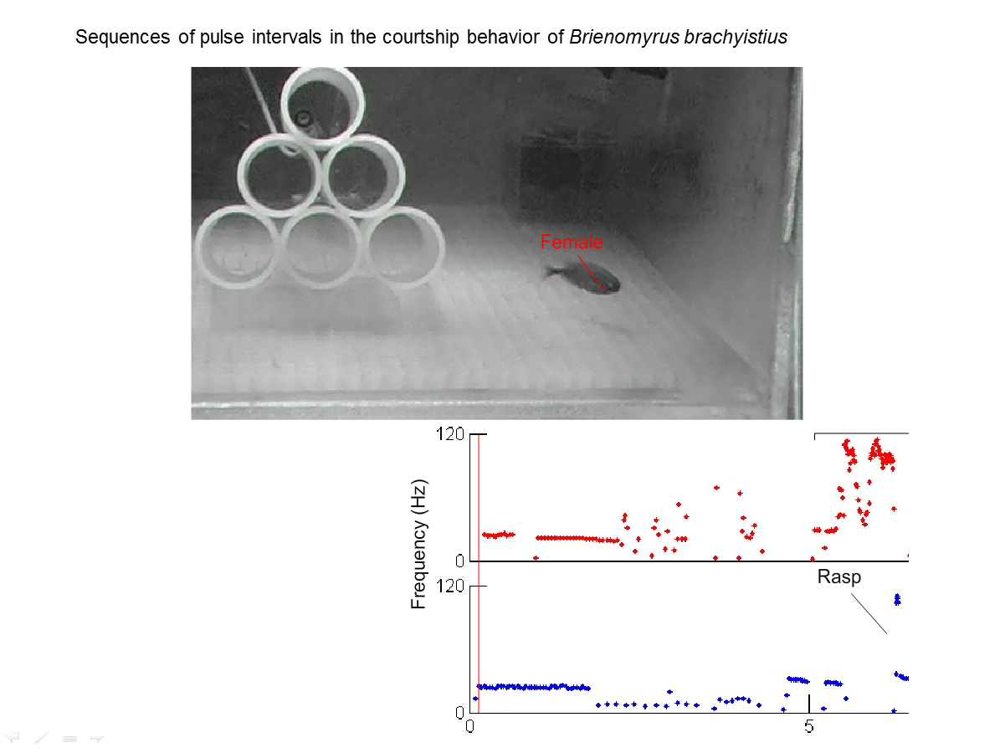 Sequences of pulse intervals in the courtship behavior of Brienomyrus brachyistius
Female
120
Frequency (Hz)
0
Rasp
120
0
0
5